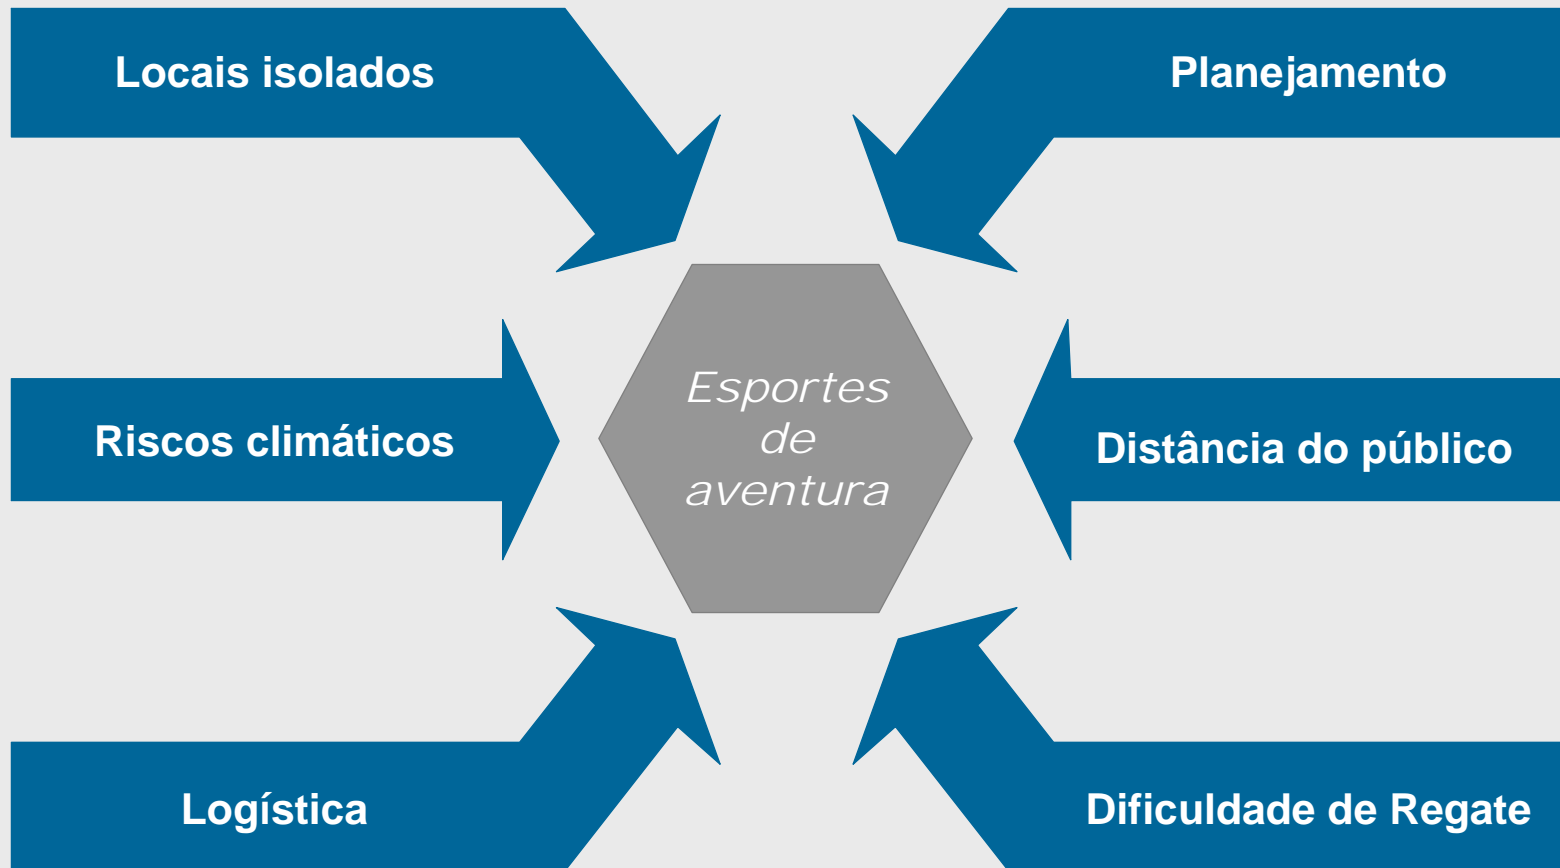 Locais isolados
Planejamento
Esportes
de
aventura
Riscos climáticos
Distância do público
Logística
Dificuldade de Regate